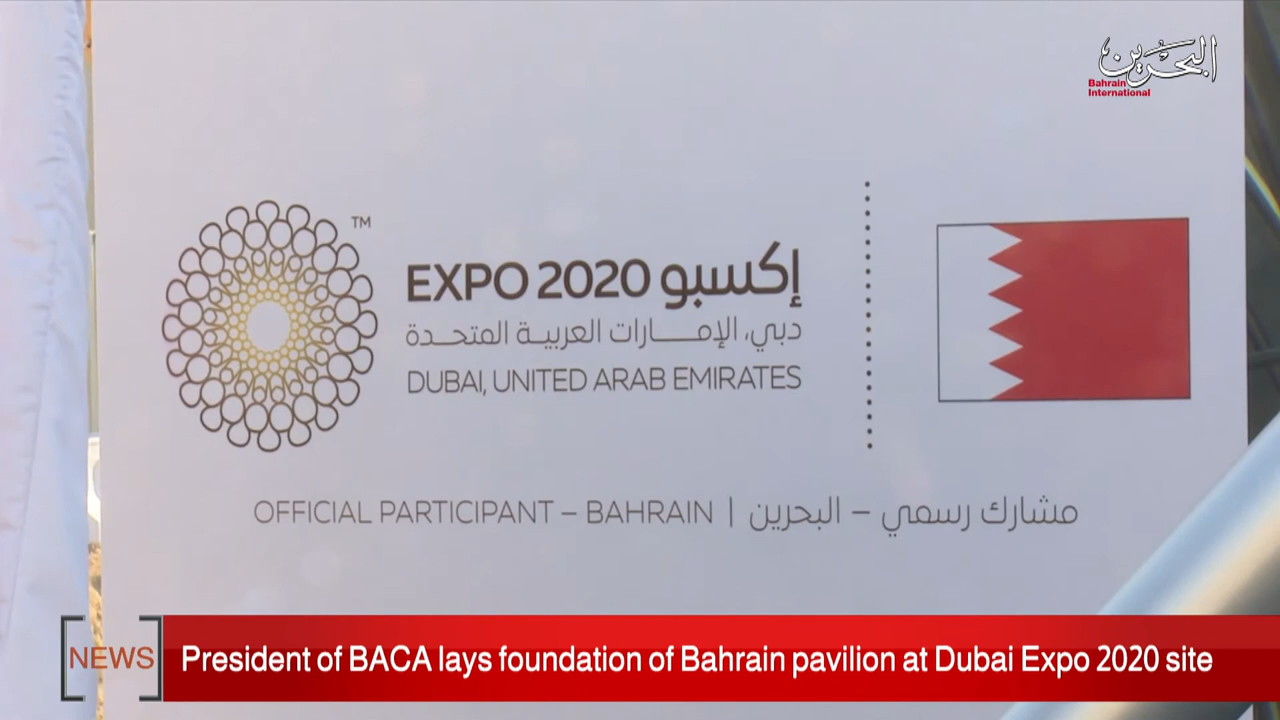 البحرين
Bahrain
International
TM
EXPO 2020 إكسبو
دبي، الإمارات العربية المتحدة
DUBAI, UNITED ARAB EMIRATES
OFFICIAL PARTICIPANT – BAHRAIN | مشارك رسمي – البحرين
NEWS
President of BACA lays foundation of Bahrain pavilion at Dubai Expo 2020 site